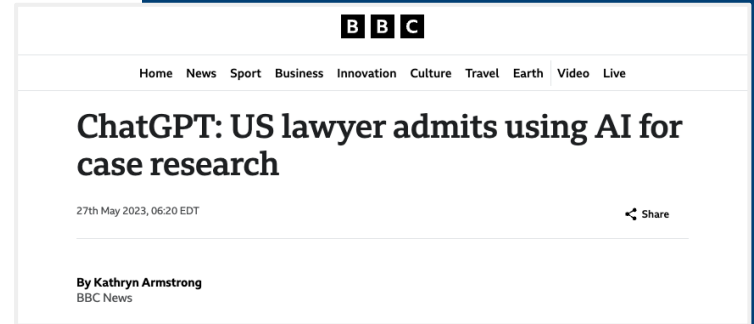 BBC
Home News Sport Business Innovation Culture Travel Earth Video Live
ChatGPT: US lawyer admits using AI for
case research
27th May 2023, 06:20 EDT
Share
By Kathryn Armstrong
BBC News